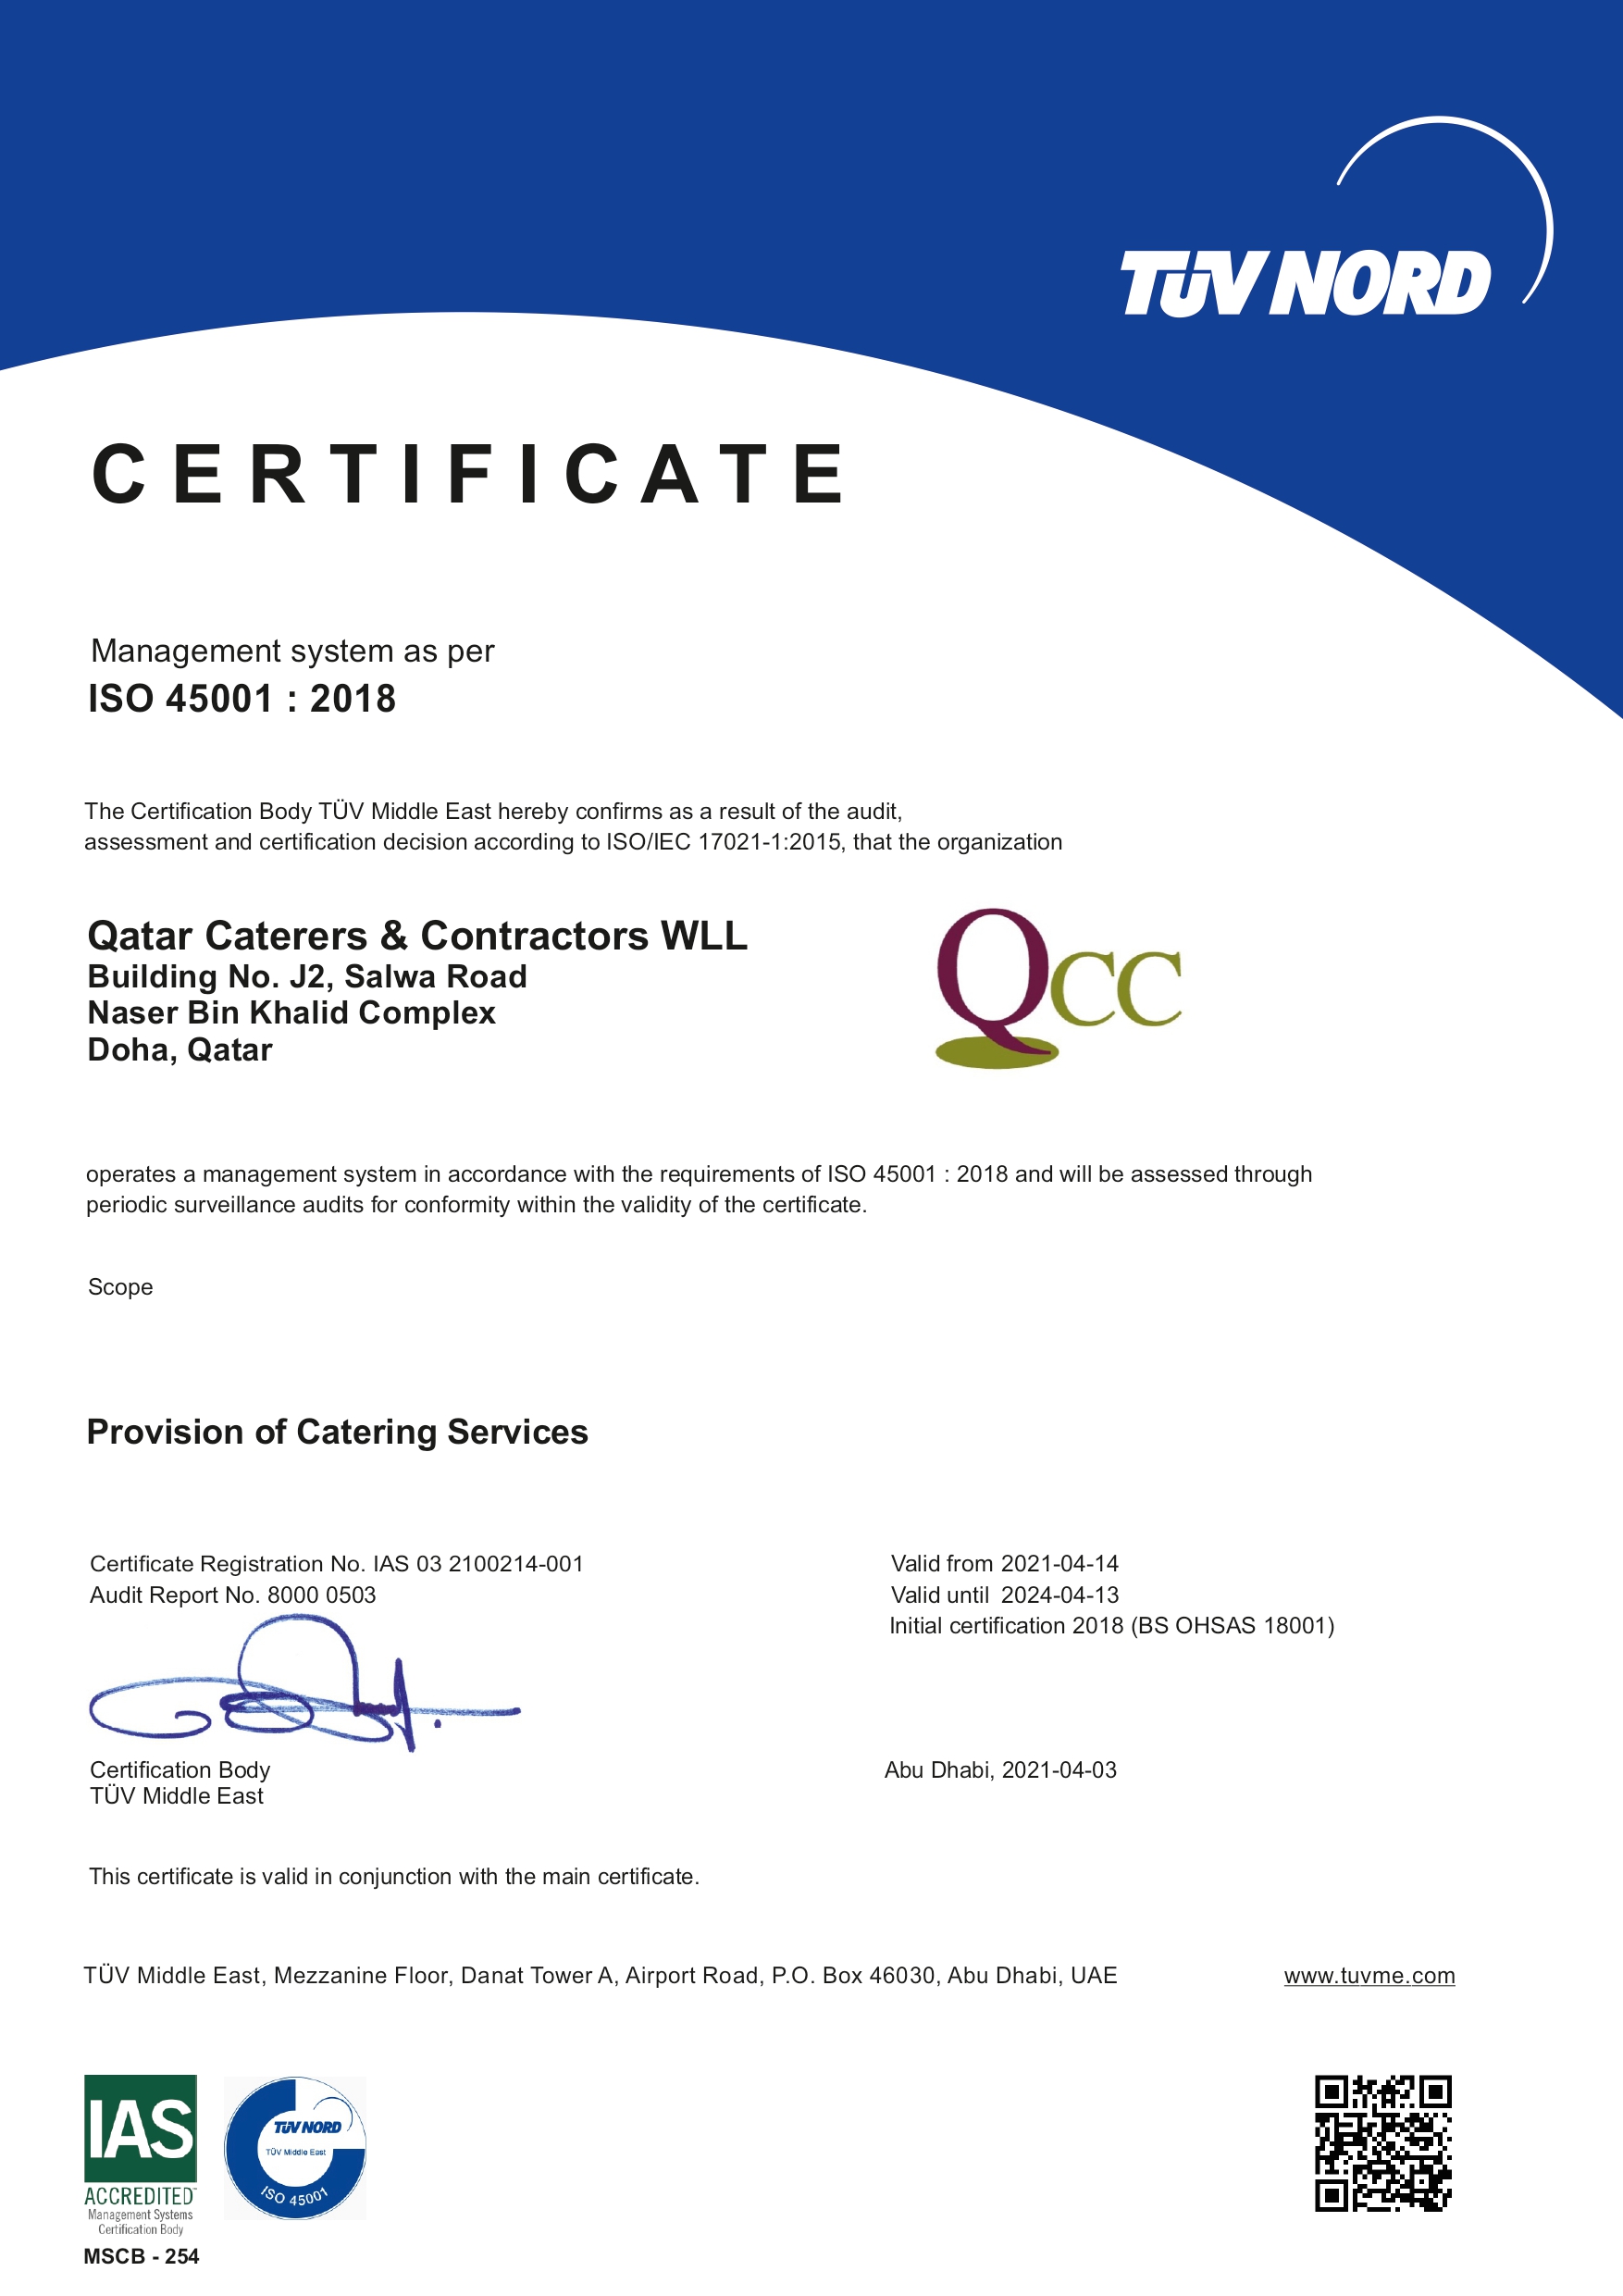 TÜV NORD
CERTIFICATE
Management system as per
ISO 45001 : 2018
The Certification Body TÜV Middle East hereby confirms as a result of the audit,
assessment and certification decision according to ISO/IEC 17021-1:2015, that the organization
Qatar Caterers & Contractors WLL
Building No. J2, Salwa Road
Naser Bin Khalid Complex
Doha, Qatar
QCC
operates a management system in accordance with the requirements of ISO 45001 : 2018 and will be assessed through
periodic surveillance audits for conformity within the validity of the certificate.
Scope
Provision of Catering Services
Certificate Registration No. IAS 03 2100214-001
Audit Report No. 8000 0503
Valid from 2021-04-14
Valid until 2024-04-13
Initial certification 2018 (BS OHSAS 18001)
Certification Body
TÜV Middle East
Abu Dhabi, 2021-04-03
This certificate is valid in conjunction with the main certificate.
TÜV Middle East, Mezzanine Floor, Danat Tower A, Airport Road, P.O. Box 46030, Abu Dhabi, UAE
www.tuvme.com
IAS
ACCREDITED™
Management Systems
Certification Body
MSCB - 254
TÜV NORD
TÜV Middle East
ISO 45001